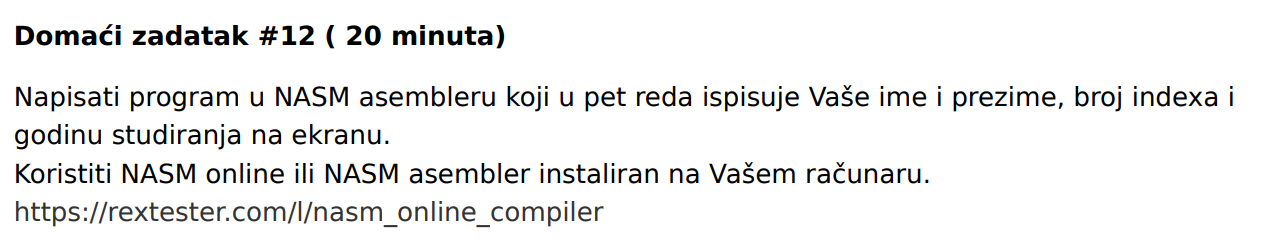 Domaći zadatak #12 ( 20 minuta)
Napisati program u NASM asembleru koji u pet reda ispisuje Vaše ime i prezime, broj indexa i
godinu studiranja na ekranu.
Koristiti NASM online ili NASM asembler instaliran na Vašem računaru.
https://rextester.com/l/nasm_online_compiler